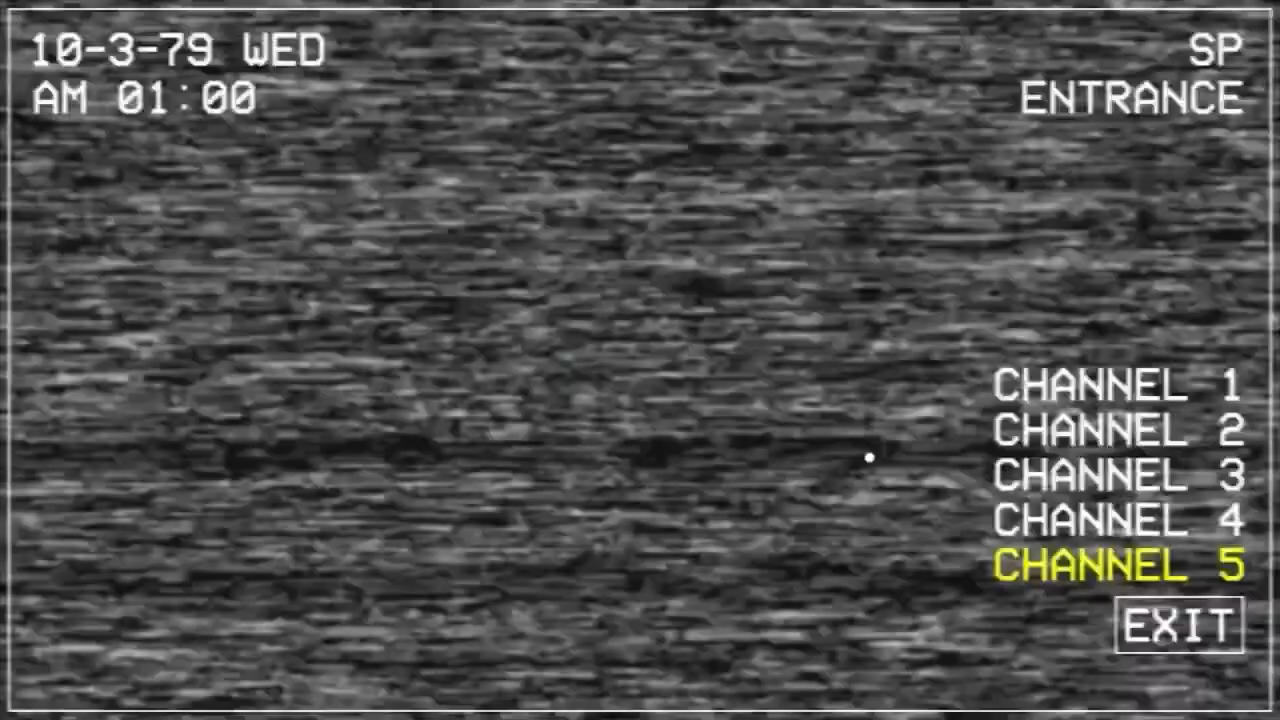 10-3-79 WED
AM 01:00
SP
ENTRANCE
CHANNEL 1
CHANNEL 2
CHANNEL 3
CHANNEL 4
CHANNEL 5
EXIT